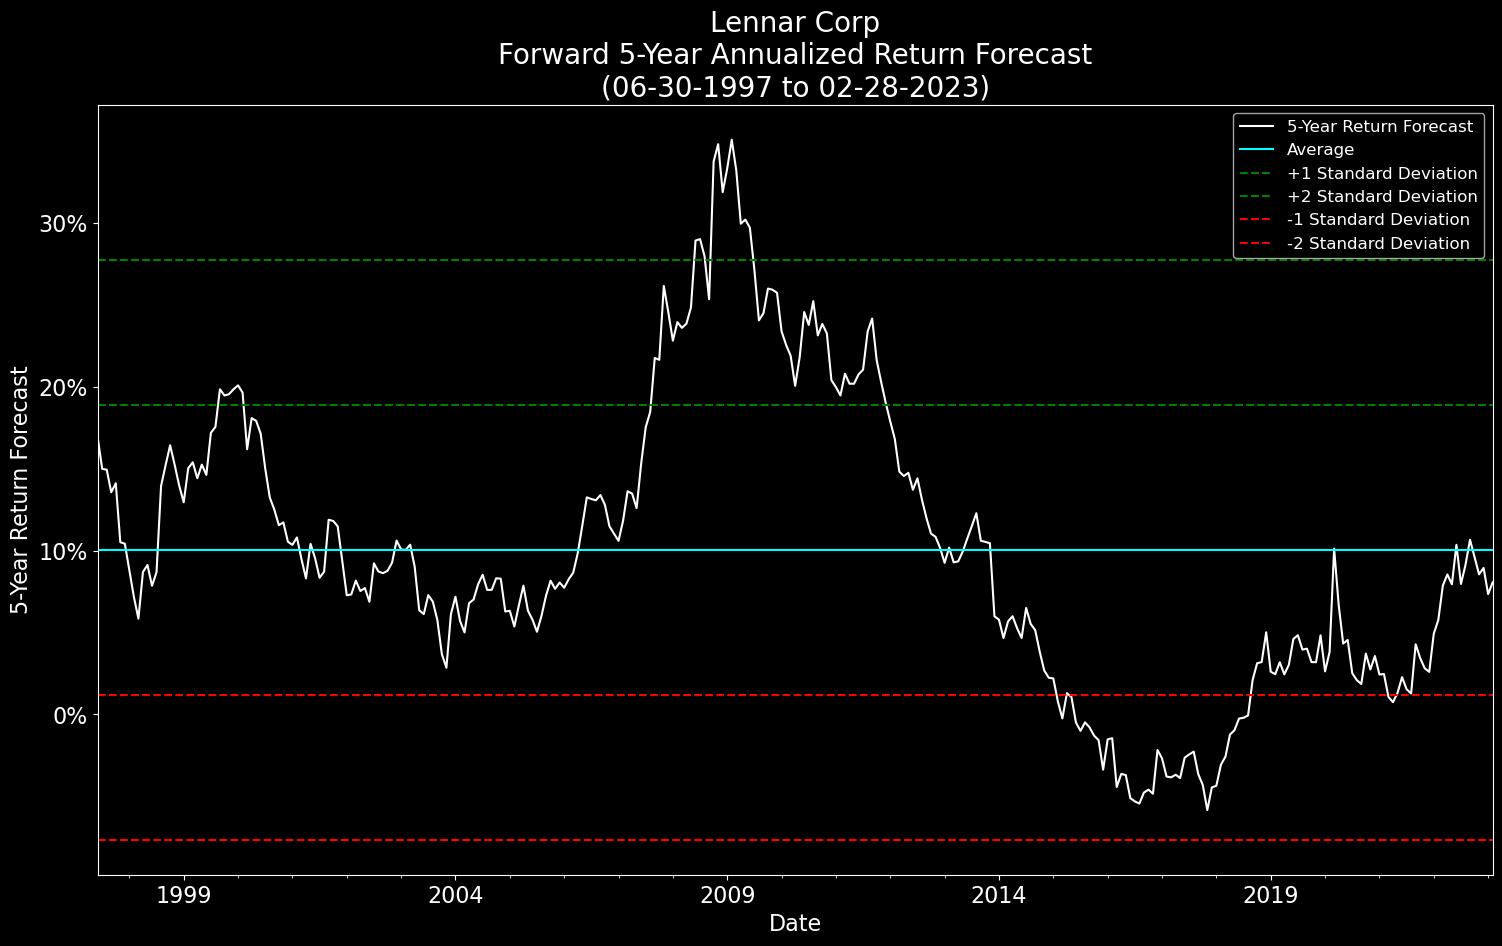 Lennar Corp
Forward 5-Year Annualized Return Forecast
(06-30-1997 to 02-28-2023)
5-Year Return Forecast
Average
+1 Standard Deviation
+2 Standard Deviation
-1 Standard Deviation
-2 Standard Deviation
5-Year Return Forecast
30%
20%
10%
0%
1999
2004
2009
2014
2019
Date